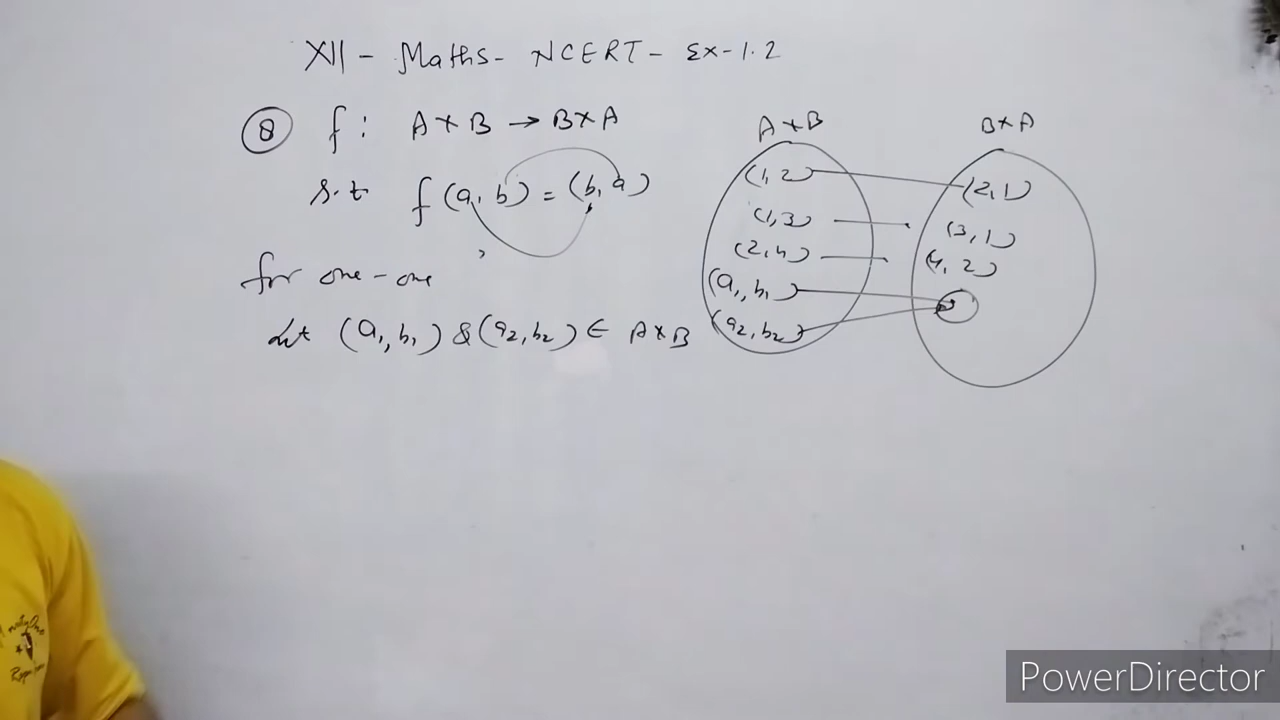 XII - Maths - NCERT - Ex-1.2
8 f: A×B → B×A
s.t f(a, b) = (b, a)
for one-one
Let (a₁, b₁) & (a₂, b₂) ∈ A×B
A×B
(1, 2)
(1, 3)
(2, 4)
(a₁, b₁)
(a₂, b₂)
B×A
(2, 1)
(3, 1)
(4, 2)
PowerDirector